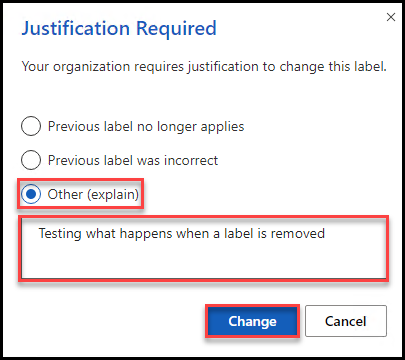 Justification Required
Your organization requires justification to change this label.
Previous label no longer applies
Previous label was incorrect
Other (explain)
Testing what happens when a label is removed
Change Cancel